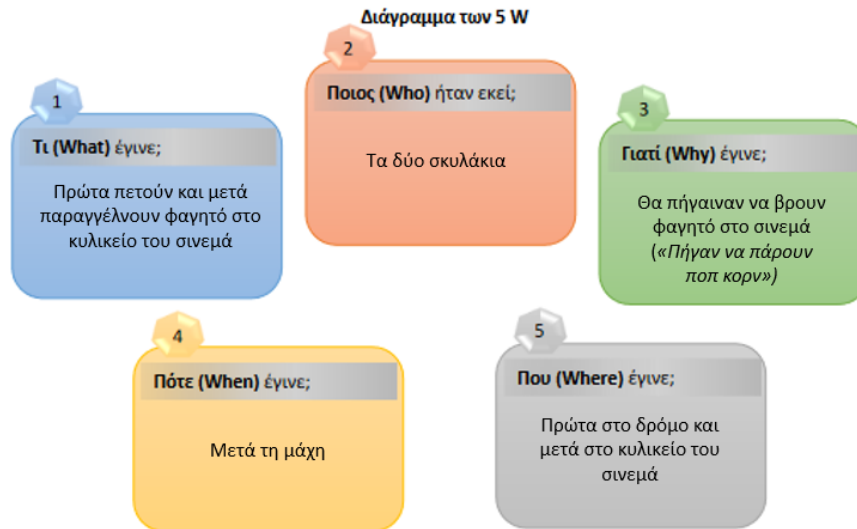 Διάγραμμα των 5 W
1
Τι (What) έγινε;
Πρώτα πετούν και μετά
παραγγέλνουν φαγητό στο
κυλικείο του σινεμά
2
Ποιος (Who) ήταν εκεί;
Τα δύο σκυλάκια
3
Γιατί (Why) έγινε;
Θα πήγαιναν να βρουν
φαγητό στο σινεμά
(«Πήγαν να πάρουν
ποπ κορν»)
4
Πότε (When) έγινε;
Μετά τη μάχη
5
Που (Where) έγινε;
Πρώτα στο δρόμο και
μετά στο κυλικείο του
σινεμά